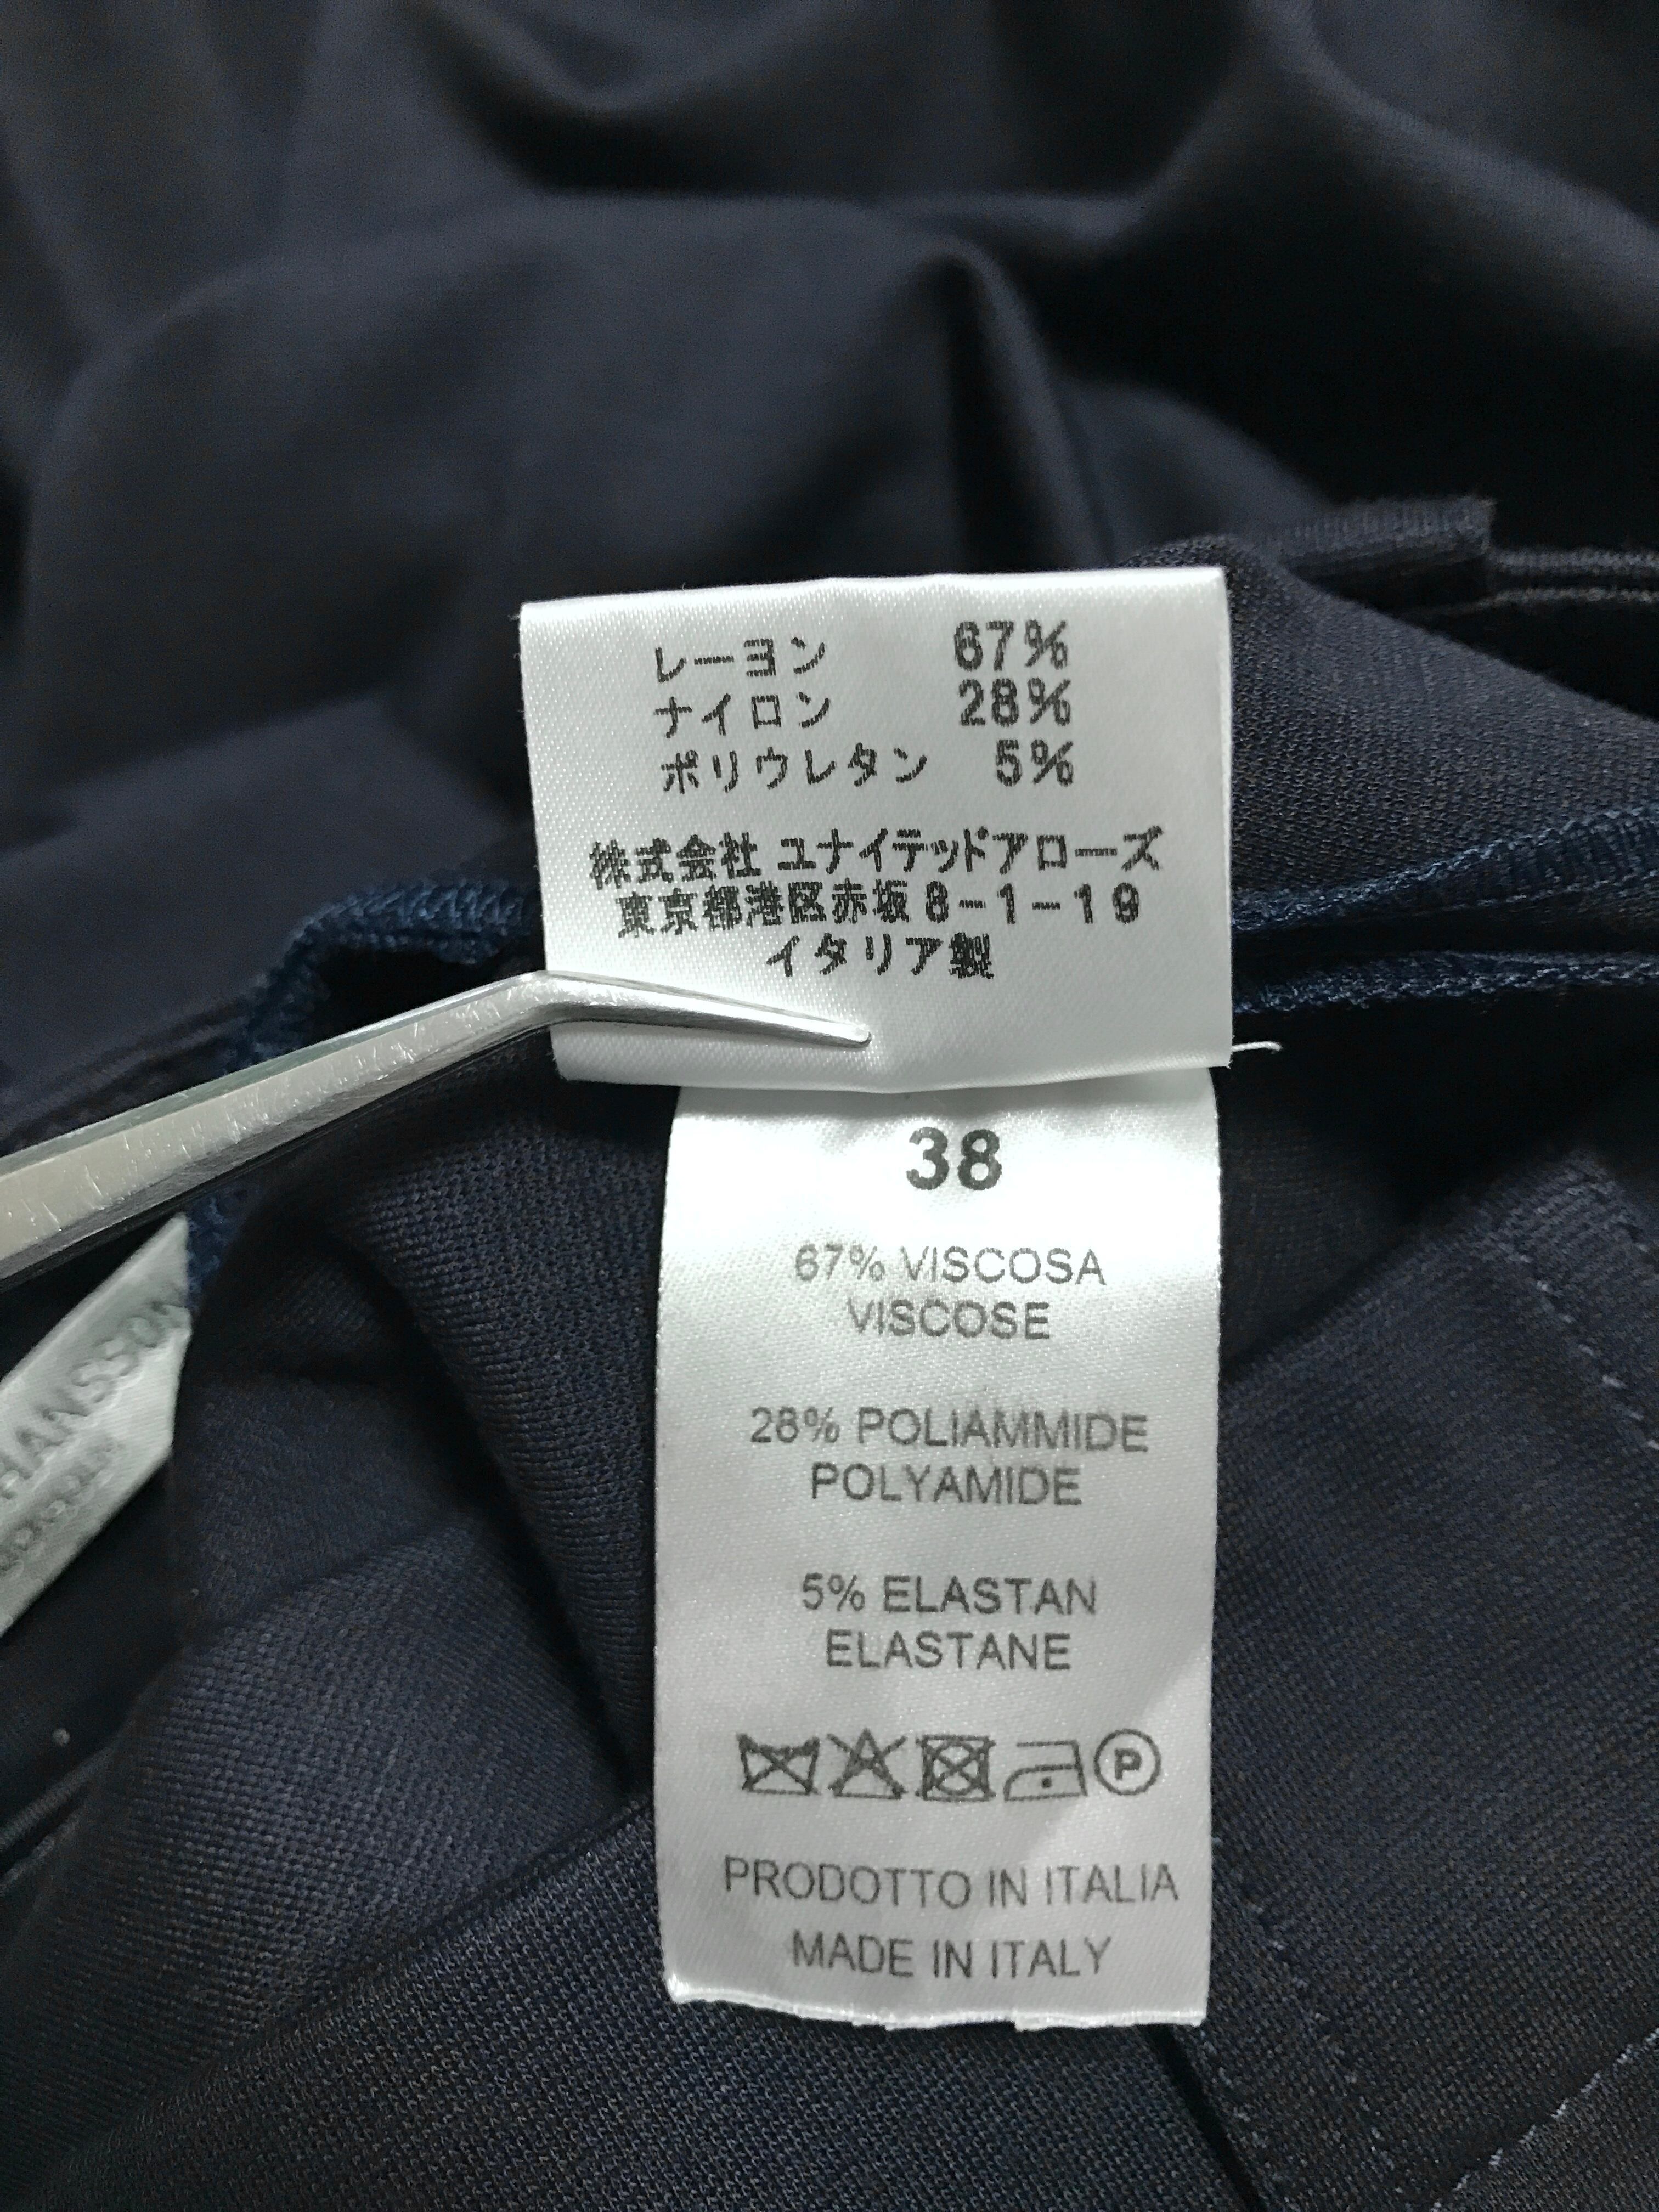 レーヨン 67%
ナイロン 28%
ポリウレタン 5%
株式会社 ユナイテッドアローズ
東京都港区赤坂8-1-19
イタリア製
38
67% VISCOSA
VISCOSE
28% POLIAMMIDE
POLYAMIDE
5% ELASTAN
ELASTANE
P
PRODOTTO IN ITALIA
MADE IN ITALY
HANSSON